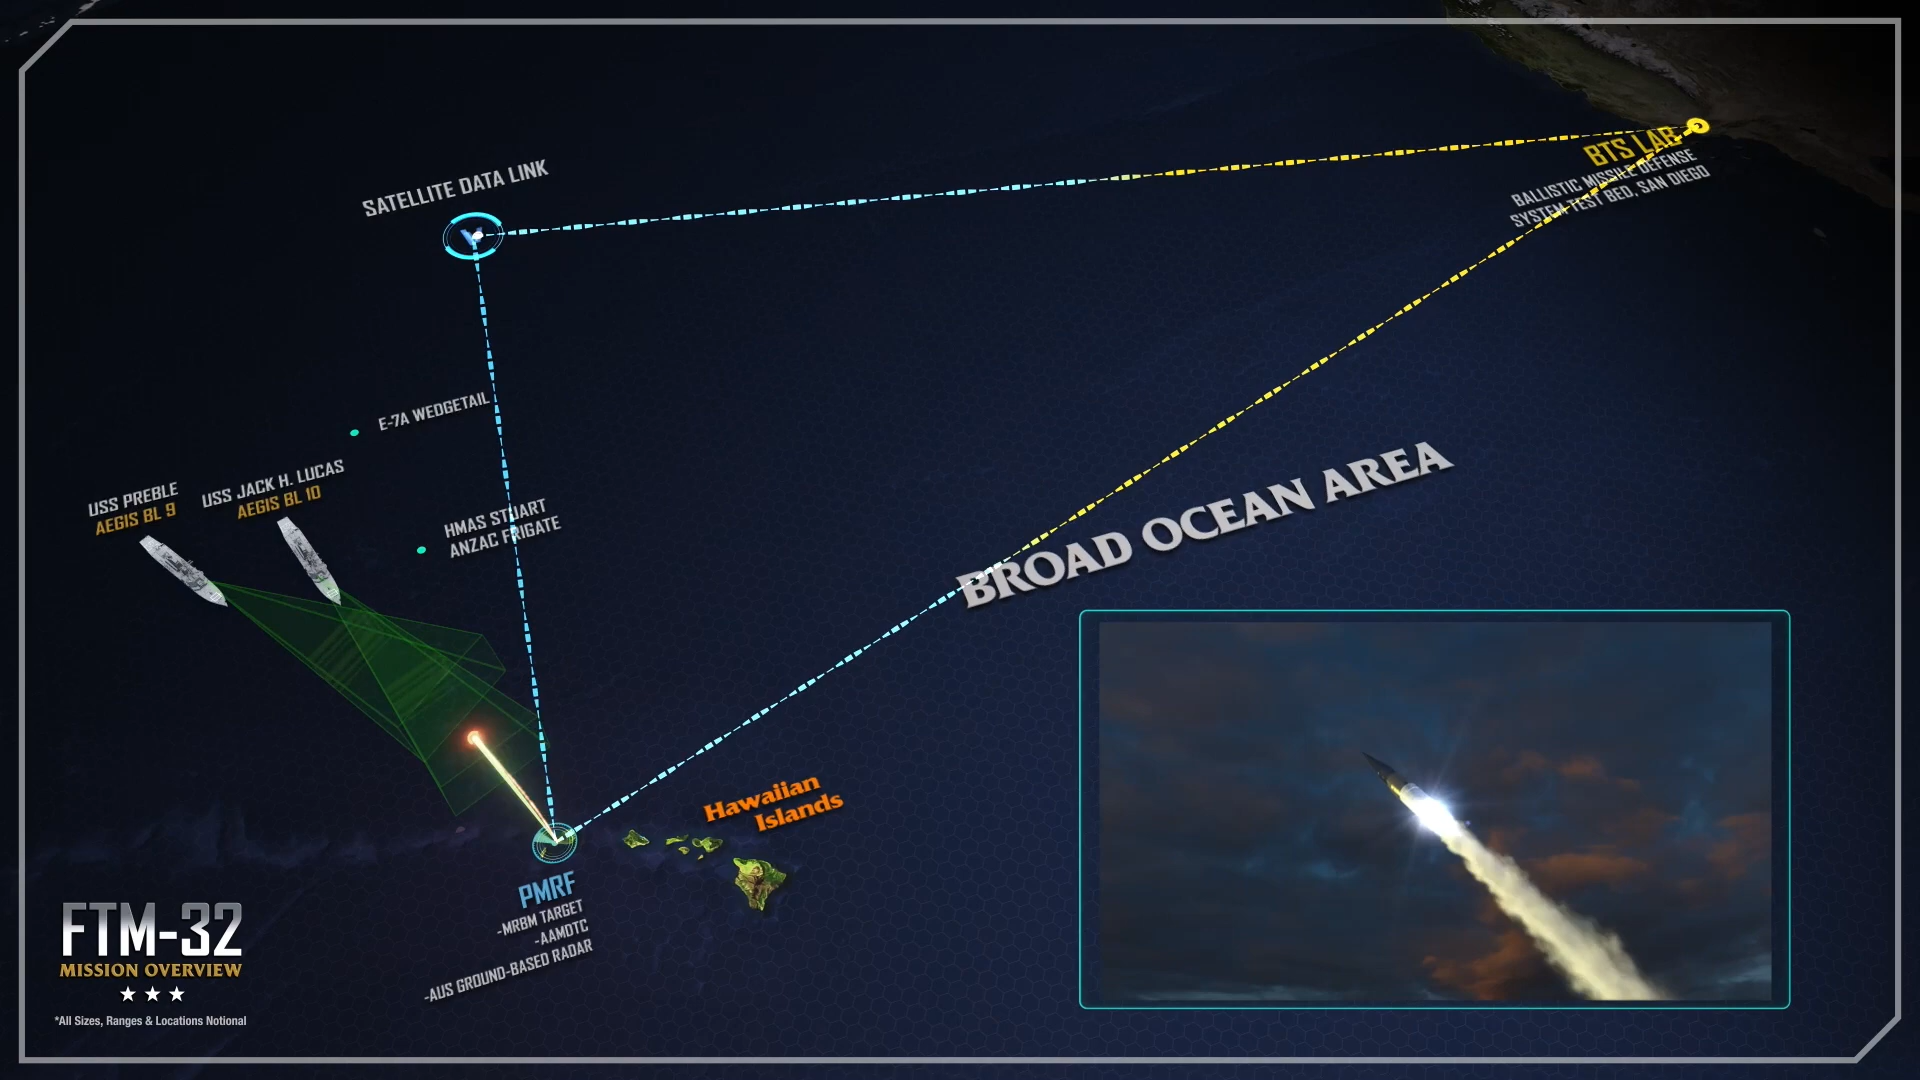 SATELLITE DATA LINK
BTS LAB
BALLISTIC MISSILE DEFENSE
SYSTEM TEST BED, SAN DIEGO
E-7A WEDGETAIL
USS PREBLE
AEGIS BL 9
USS JACK H. LUCAS
AEGIS BL 10
HMAS STUART
ANZAC FRIGATE
BROAD OCEAN AREA
Hawaiian
Islands
PMRF
-MRBM TARGET
-AAMDTC
-AUS GROUND-BASED RADAR
FTM-32
MISSION OVERVIEW
*All Sizes, Ranges & Locations Notional